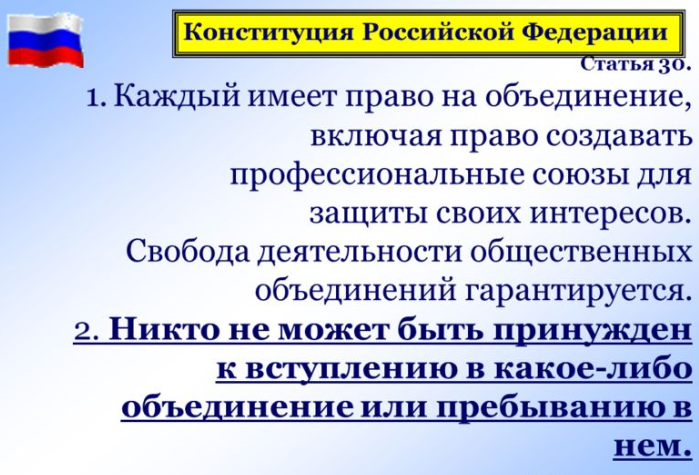 Конституция Российской Федерации
Статья 30.
1. Каждый имеет право на объединение,
включая право создавать
профессиональные союзы для
защиты своих интересов.
Свобода деятельности общественных
объединений гарантируется.
2. Никто не может быть принужден
к вступлению в какое-либо
объединение или пребыванию в
нем.